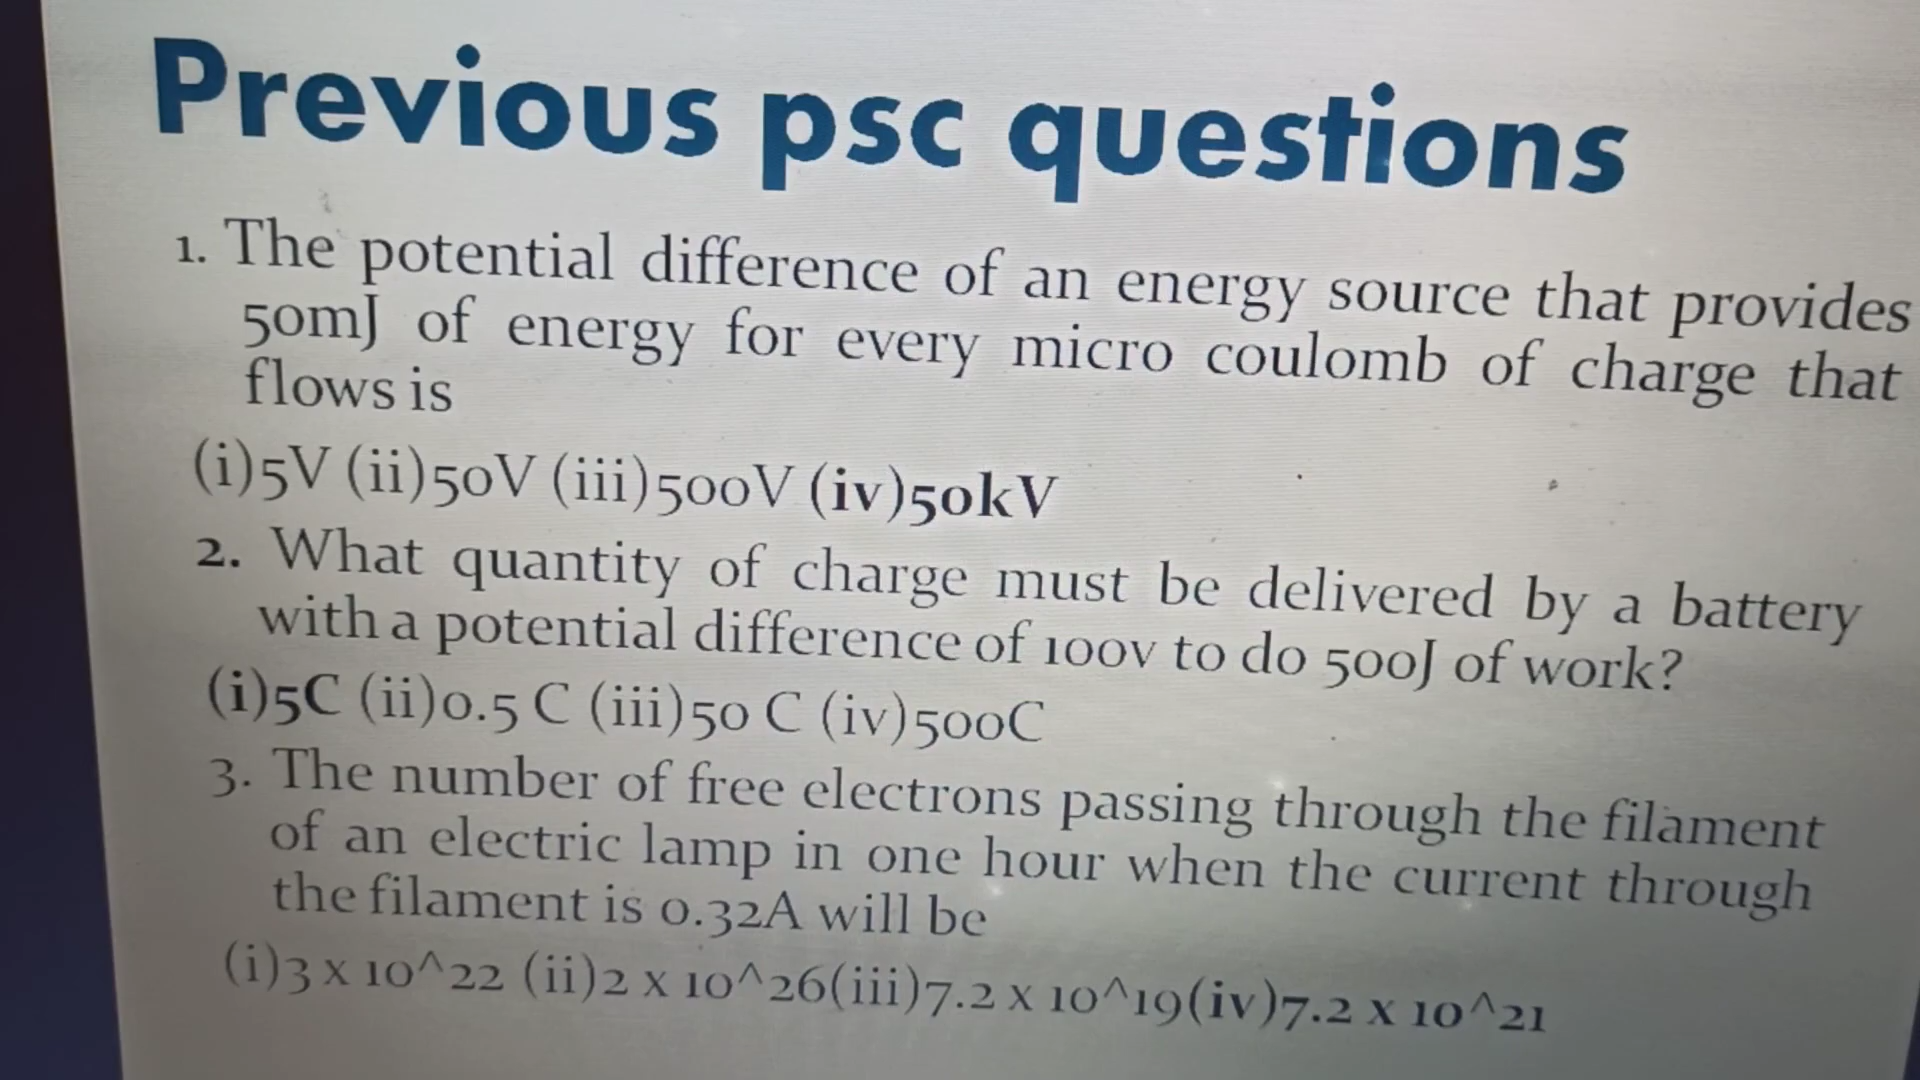 Previous psc questions
1. The potential difference of an energy source that provides
50mJ of energy for every micro coulomb of charge that
flows is
(i)5V (ii)50V (iii)500V (iv)50kV
2. What quantity of charge must be delivered by a battery
with a potential difference of 100v to do 500J of work?
(i)5C (ii)0.5 C (iii)50 C (iv)500C
3. The number of free electrons passing through the filament
of an electric lamp in one hour when the current through
the filament is 0.32A will be
(i)3 x 10^22 (ii)2 x 10^26(iii)7.2 x 10^19(iv)7.2 x 10^21